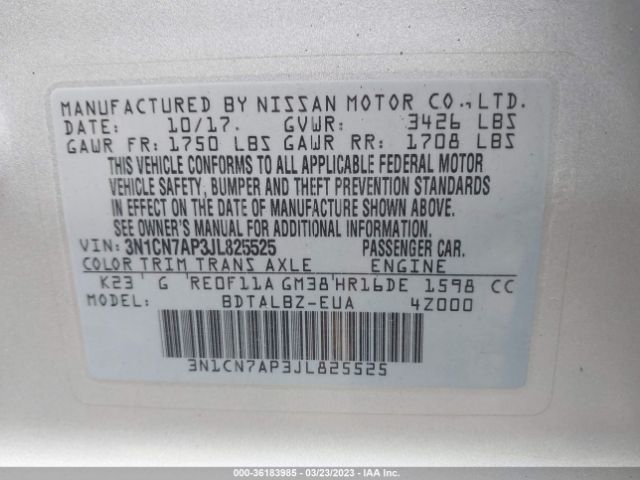 MANUFACTURED BY NISSAN MOTOR CO.,LTD.
DATE: 10/17. GVWR: 3426 LBS
GAWR FR: 1750 LBS GAWR RR: 1708 LBS
THIS VEHICLE CONFORMS TO ALL APPLICABLE FEDERAL MOTOR
VEHICLE SAFETY, BUMPER AND THEFT PREVENTION STANDARDS
IN EFFECT ON THE DATE OF MANUFACTURE SHOWN ABOVE.
SEE OWNER'S MANUAL FOR ADDITIONAL INFORMATION.
VIN: 3N1CN7AP3JL825525 PASSENGER CAR.
COLOR TRIM TRANS AXLE ENGINE
K23 G RE0F11A GM38 HR16DE 1598 CC
MODEL: BDTALBZ-EUA 4Z000
3N1CN7AP3JL825525
000-36183985 - 03/23/2023 - IAAI.com